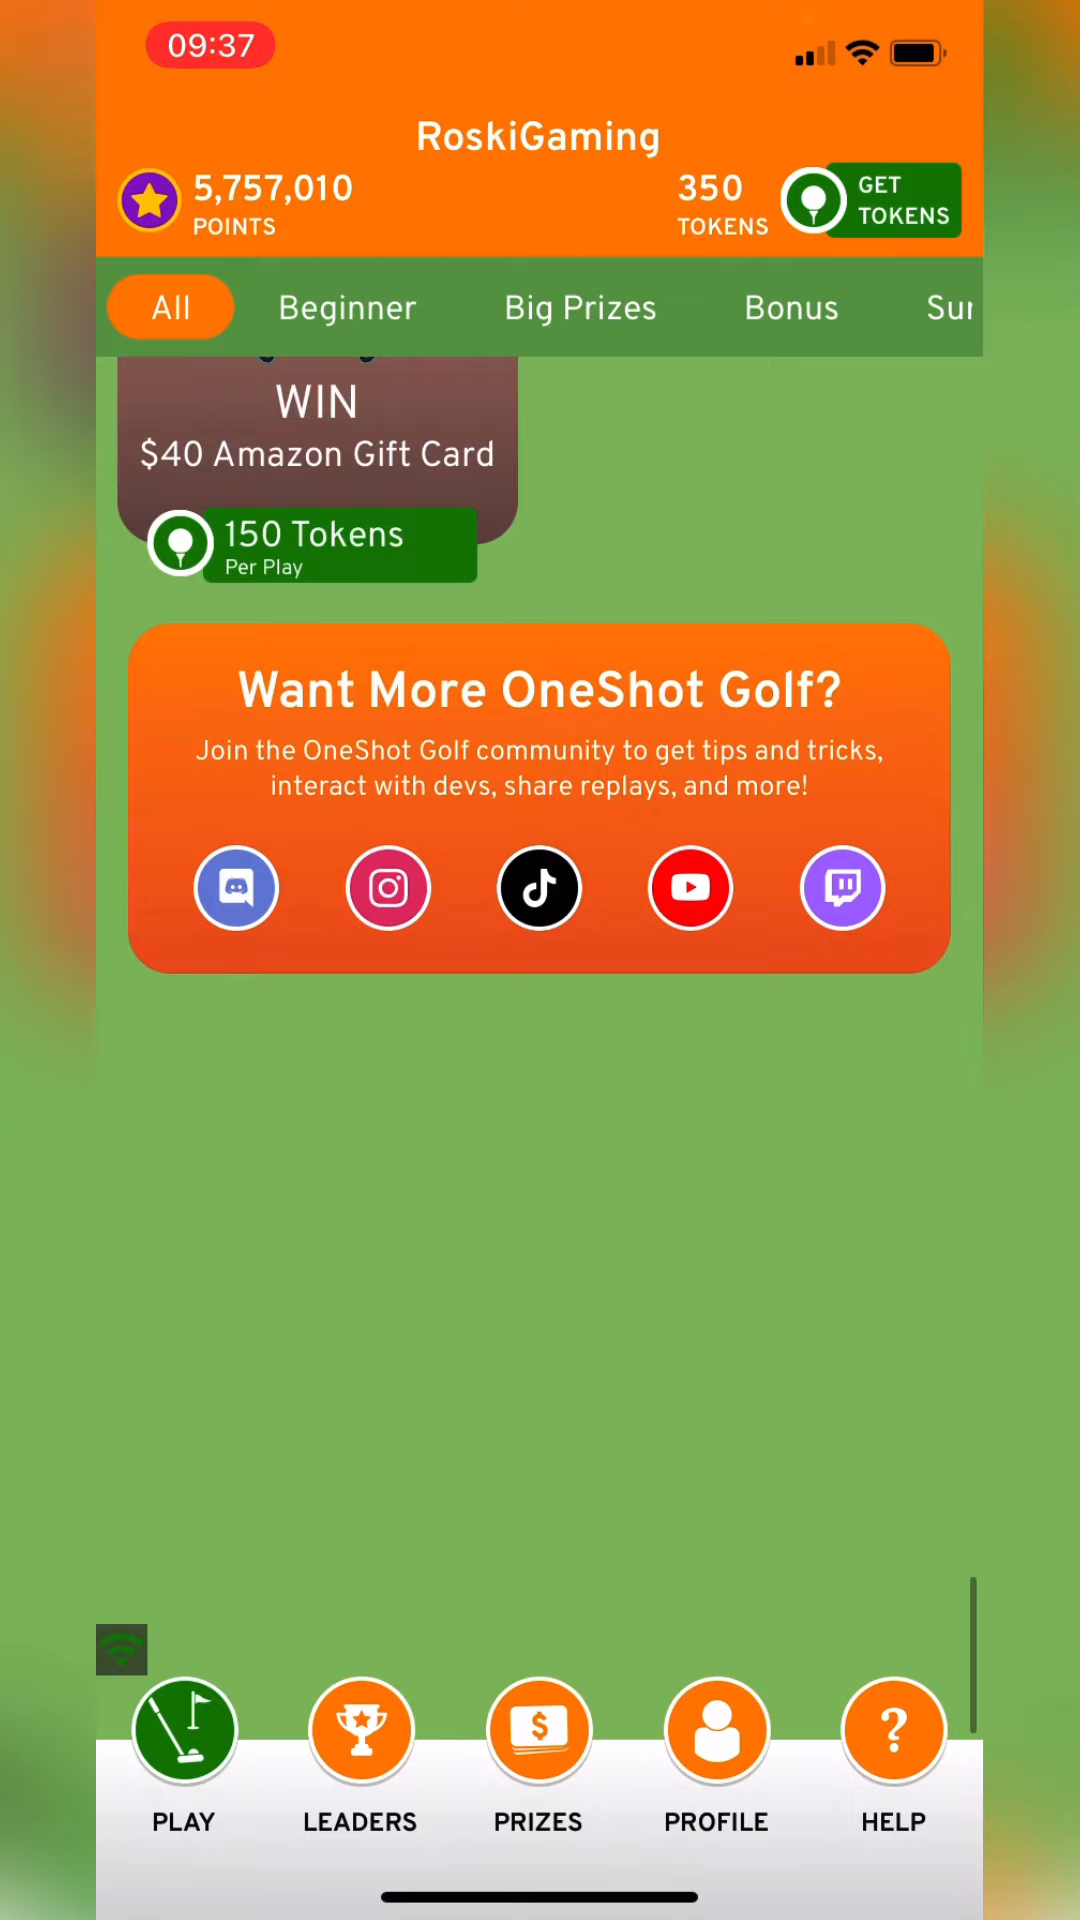 09:37
RoskiGaming
5,757,010
POINTS
350
TOKENS
GET
TOKENS
All
Beginner
Big Prizes
Bonus
Sur
WIN
$40 Amazon Gift Card
150 Tokens
Per Play
Want More OneShot Golf?
Join the OneShot Golf community to get tips and tricks,
interact with devs, share replays, and more!
PLAY
LEADERS
PRIZES
PROFILE
HELP